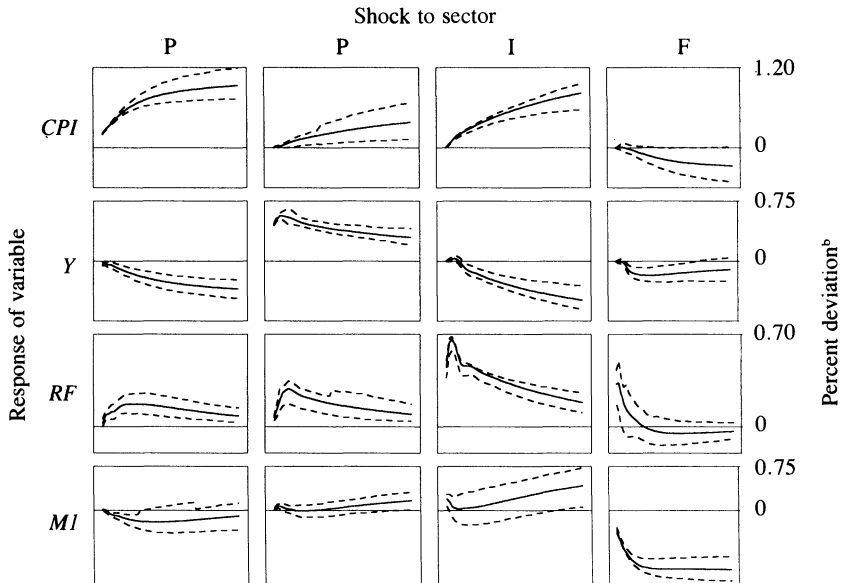 Shock to sector
P P I F
1.20
CPI 0
0.75
Y 0
0.70
RF 0
0.75
M1 0
Response of variable
Percent deviationᵇ